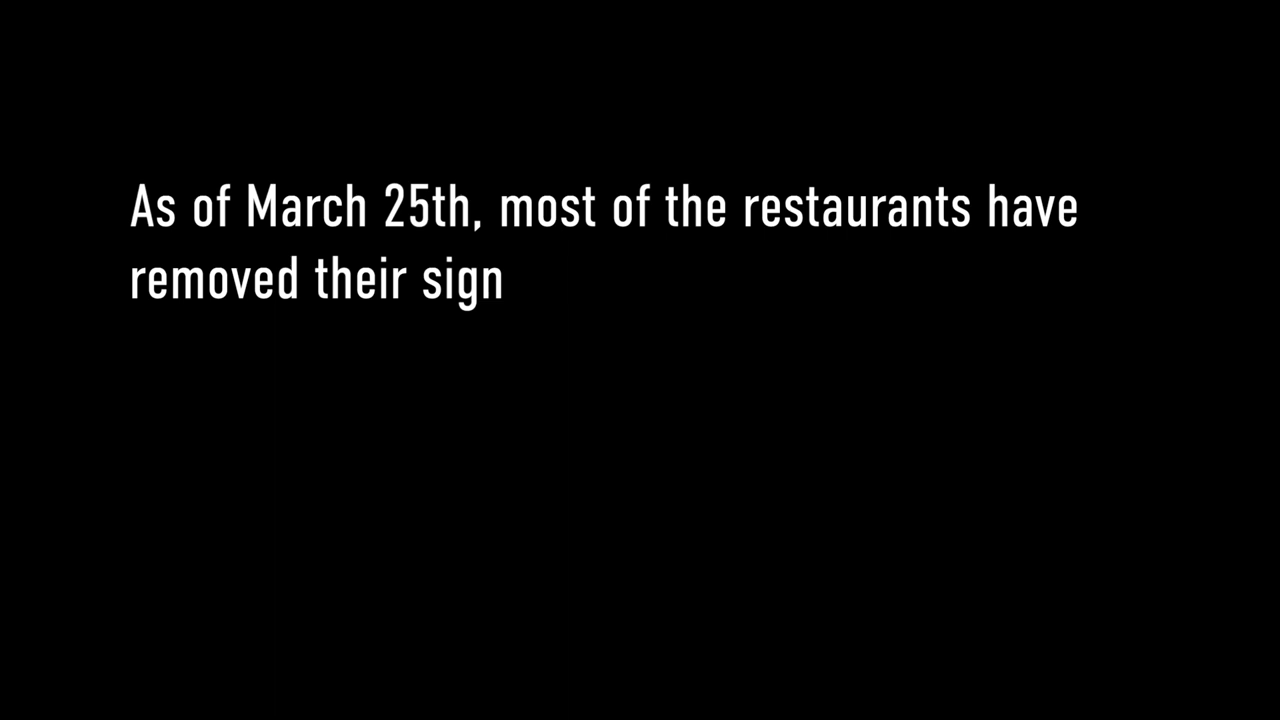 As of March 25th, most of the restaurants have
removed their sign